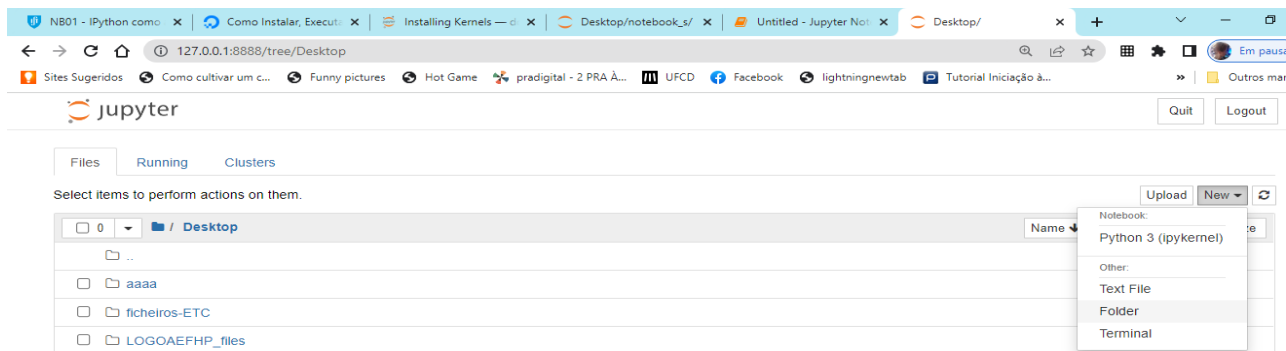 NB01 - IPython como
Como Instalar, Executa
Installing Kernels — d
Desktop/notebook_s/
Untitled - Jupyter Not
Desktop/
127.0.0.1:8888/tree/Desktop
Em pausa
Sites Sugeridos
Como cultivar um c...
Funny pictures
Hot Game
pradigital - 2 PRA À...
UFCD
Facebook
lightningnewtab
Tutorial Iniciação à...
»
Outros mar
jupyter
Quit
Logout
Files
Running
Clusters
Select items to perform actions on them.
Upload
New
0
/ Desktop
Name
Notebook:
Python 3 (ipykernel)
Other:
Text File
Folder
Terminal
..
aaaa
ficheiros-ETC
LOGOAEFHP_files